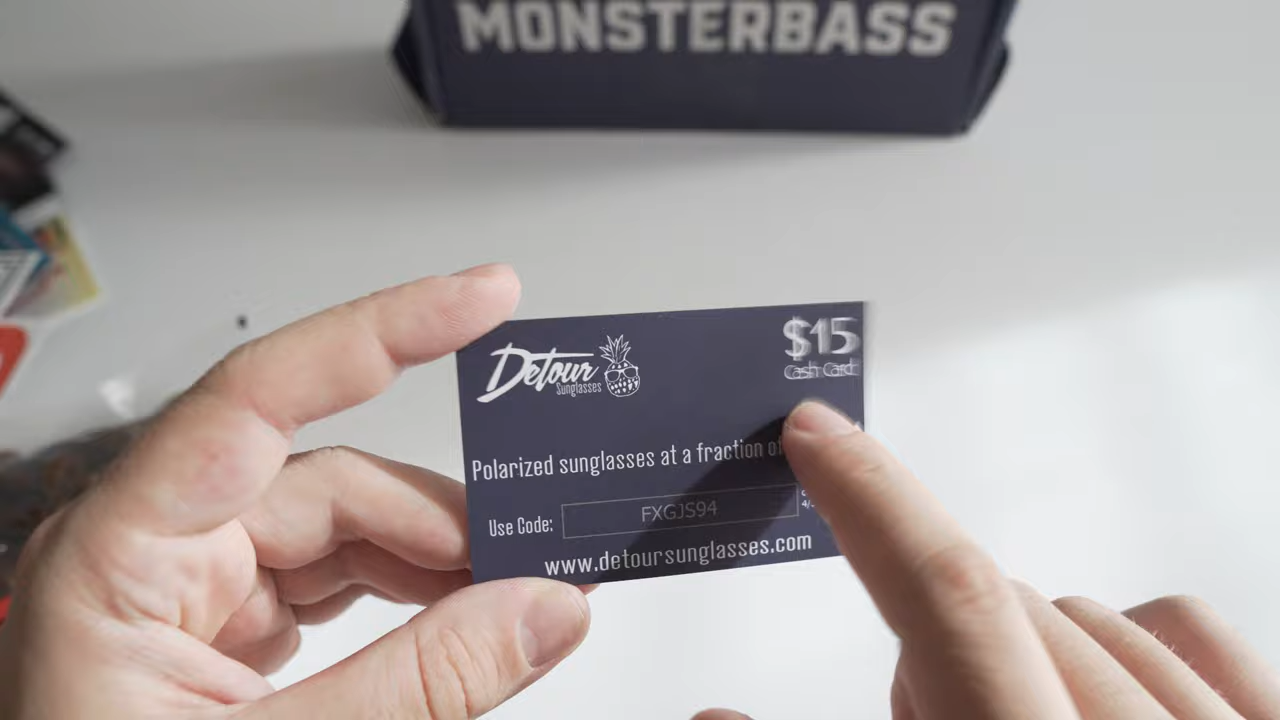 MONSTERBASS
Detour
Sunglasses
$15
Cash Card
Polarized sunglasses at a fraction of
Use Code:
FXGJS94
www.detoursunglasses.com